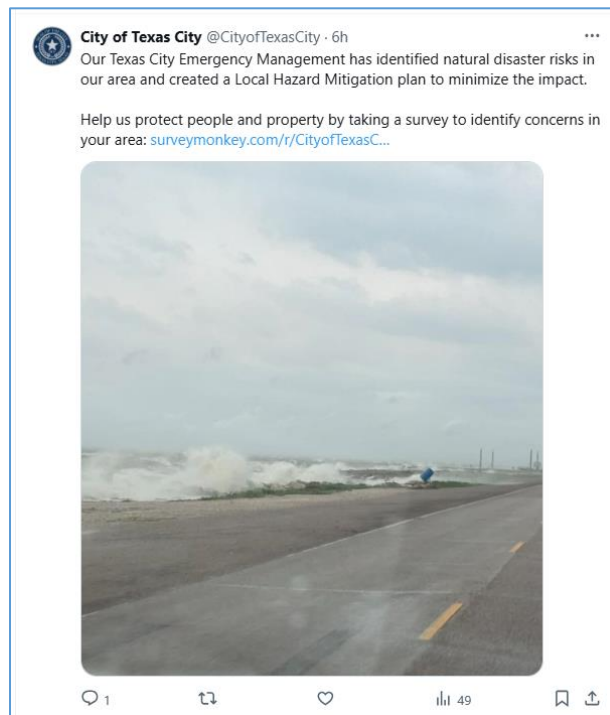 City of Texas City @CityofTexasCity · 6h
Our Texas City Emergency Management has identified natural disaster risks in
our area and created a Local Hazard Mitigation plan to minimize the impact.
Help us protect people and property by taking a survey to identify concerns in
your area: surveymonkey.com/r/CityofTexasC...
1
49